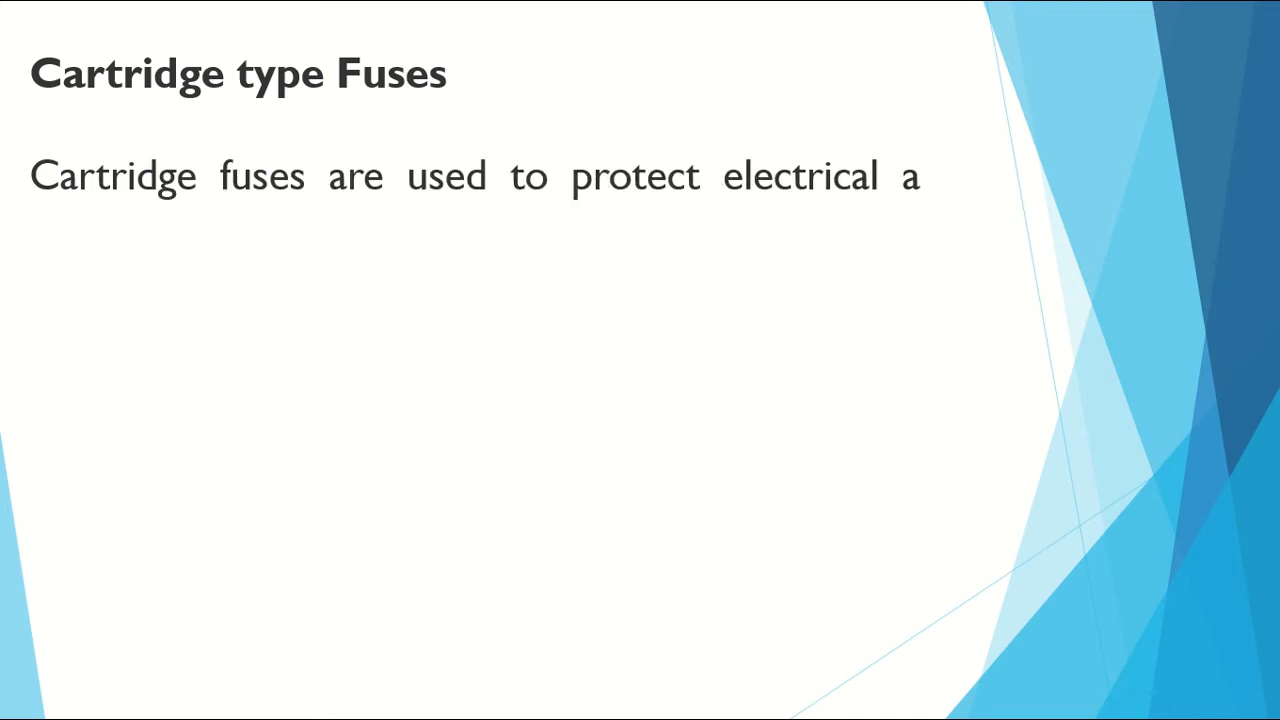 Cartridge type Fuses
Cartridge fuses are used to protect electrical a